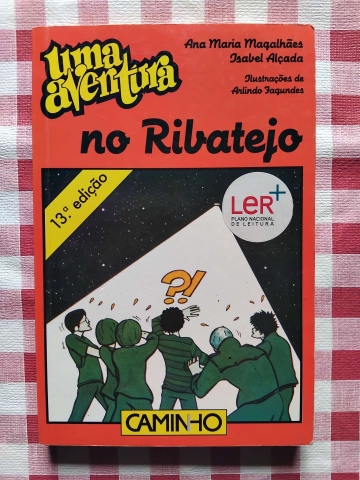 uma
aventura
Ana Maria Magalhães
Isabel Alçada
Ilustrações de
Arlindo Fagundes
no Ribatejo
13.ª edição
LeR+
PLANO NACIONAL
DE LEITURA
?!
CAMINHO